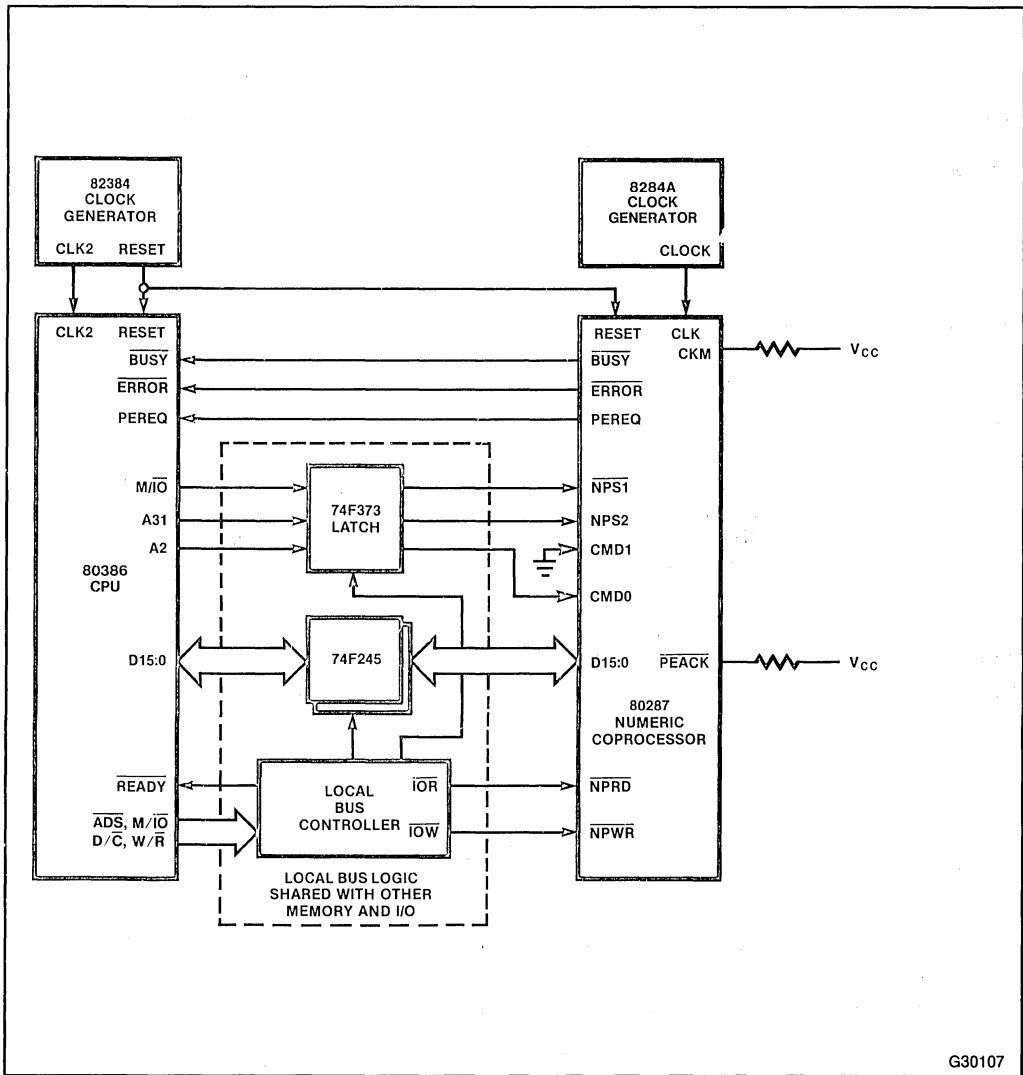 82384
CLOCK
GENERATOR
CLK2 RESET
8284A
CLOCK
GENERATOR
CLOCK
CLK2 RESET
BUSY
ERROR
PEREQ
M/IO
A31
A2
80386
CPU
D15:0
READY
ADS, M/IO
D/C, W/R
74F373
LATCH
74F245
LOCAL
BUS
CONTROLLER
IOR
IOW
LOCAL BUS LOGIC
SHARED WITH OTHER
MEMORY AND I/O
RESET CLK
CKM
BUSY
ERROR
PEREQ
NPS1
NPS2
CMD1
CMD0
D15:0
PEACK
80287
NUMERIC
COPROCESSOR
NPRD
NPWR
VCC
VCC
G30107